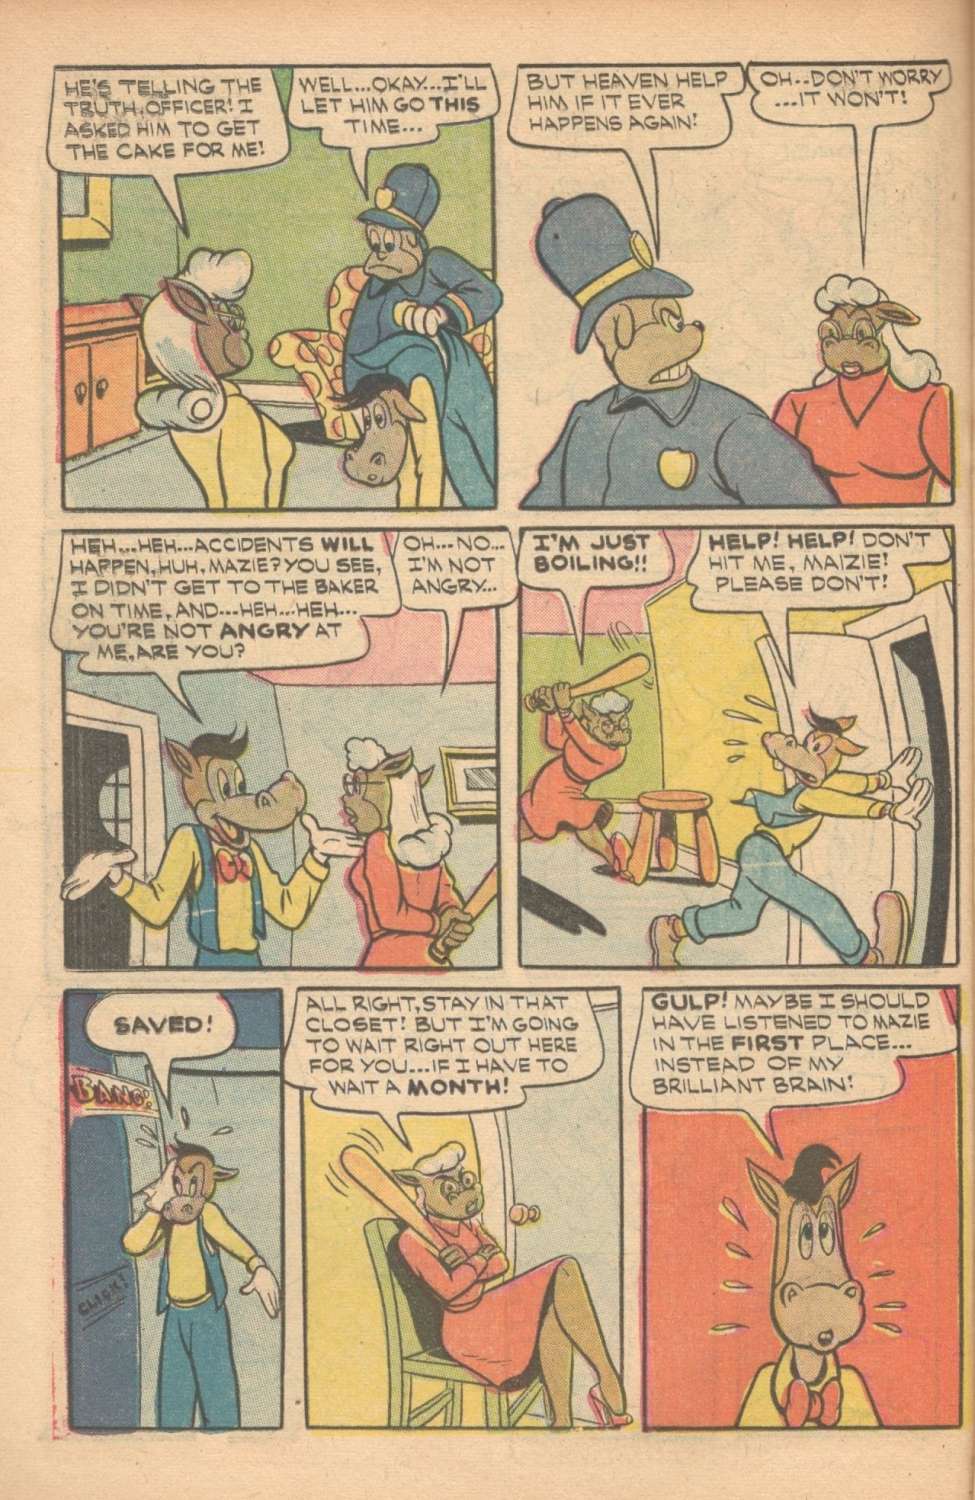 HE'S TELLING THE
TRUTH, OFFICER! I
ASKED HIM TO GET
THE CAKE FOR ME!
WELL...OKAY...I'LL
LET HIM GO THIS
TIME...
BUT HEAVEN HELP
HIM IF IT EVER
HAPPENS AGAIN!
OH..DON'T WORRY
...IT WON'T!
HEH...HEH...ACCIDENTS WILL
HAPPEN, HUH, MAZIE? YOU SEE,
I DIDN'T GET TO THE BAKER
ON TIME, AND...HEH...HEH...
YOU'RE NOT ANGRY AT
ME, ARE YOU?
OH...NO...
I'M NOT
ANGRY...
I'M JUST
BOILING!!
HELP! HELP! DON'T
HIT ME, MAIZIE!
PLEASE DON'T!
SAVED!
BANG!
CLICK!
ALL RIGHT, STAY IN THAT
CLOSET! BUT I'M GOING
TO WAIT RIGHT OUT HERE
FOR YOU...IF I HAVE TO
WAIT A MONTH!
GULP! MAYBE I SHOULD
HAVE LISTENED TO MAZIE
IN THE FIRST PLACE...
INSTEAD OF MY
BRILLIANT BRAIN!